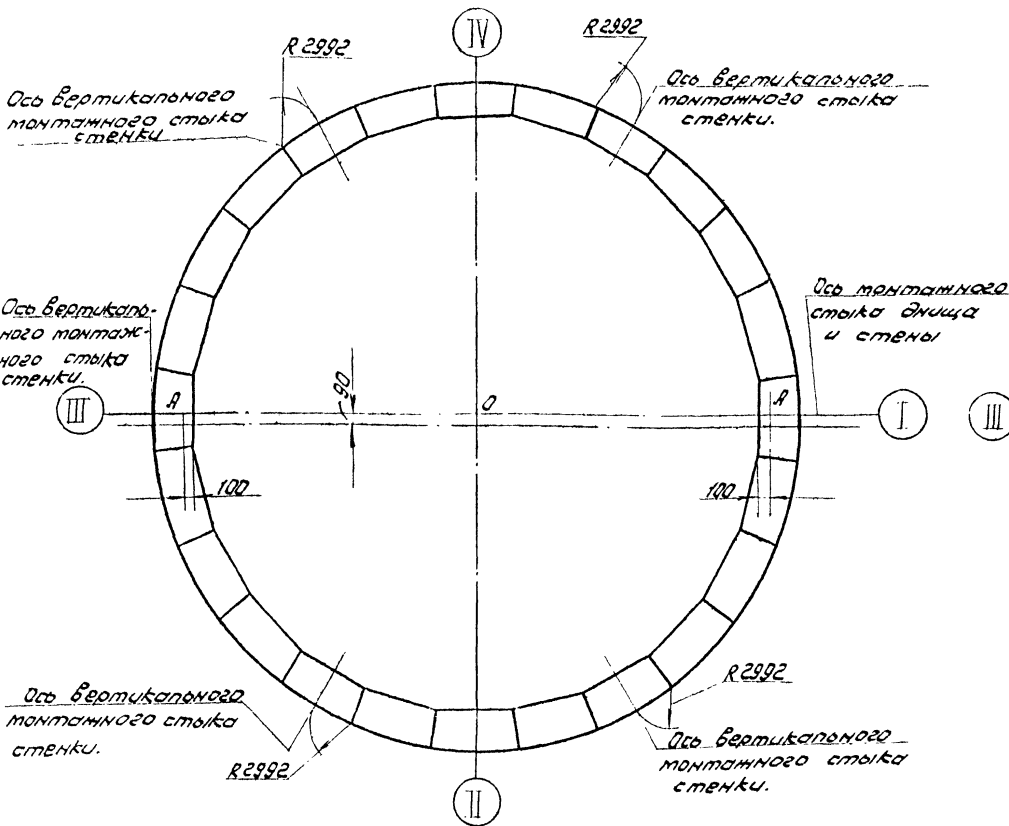 IV
R 2992
R 2992
Ось вертикального
монтажного стыка
стенки
Ось вертикального
монтажного стыка
стенки.
Ось вертикаль-
ного монтаж-
ного стыка
стенки.
Ось монтажного
стыка днища
и стены
III
А
90
О
А
I
III
100
100
Ось вертикального
монтажного стыка
стенки.
R 2992
R 2992
Ось вертикального
монтажного стыка
стенки.
II